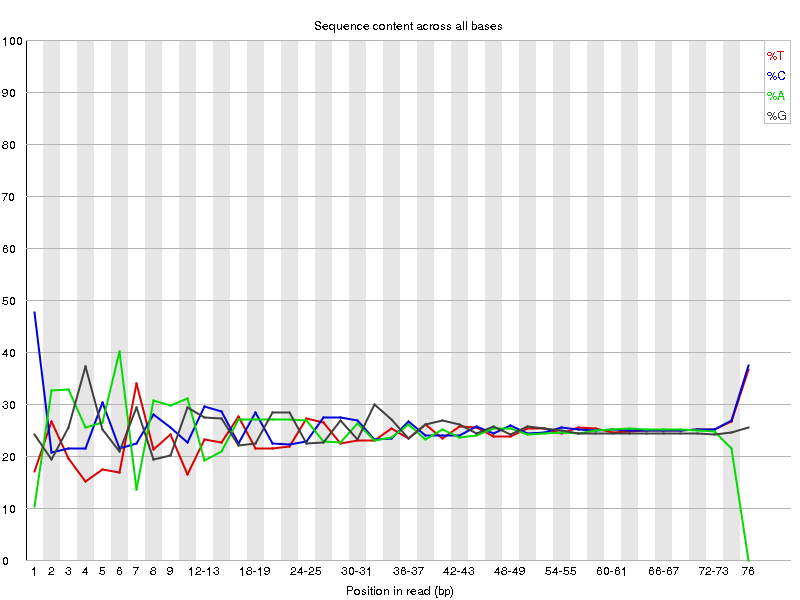 Sequence content across all bases
100
90
80
70
60
50
40
30
20
10
0
%T
%C
%A
%G
1 2 3 4 5 6 7 8 9 12-13 18-19 24-25 30-31 36-37 42-43 48-49 54-55 60-61 66-67 72-73 76
Position in read (bp)